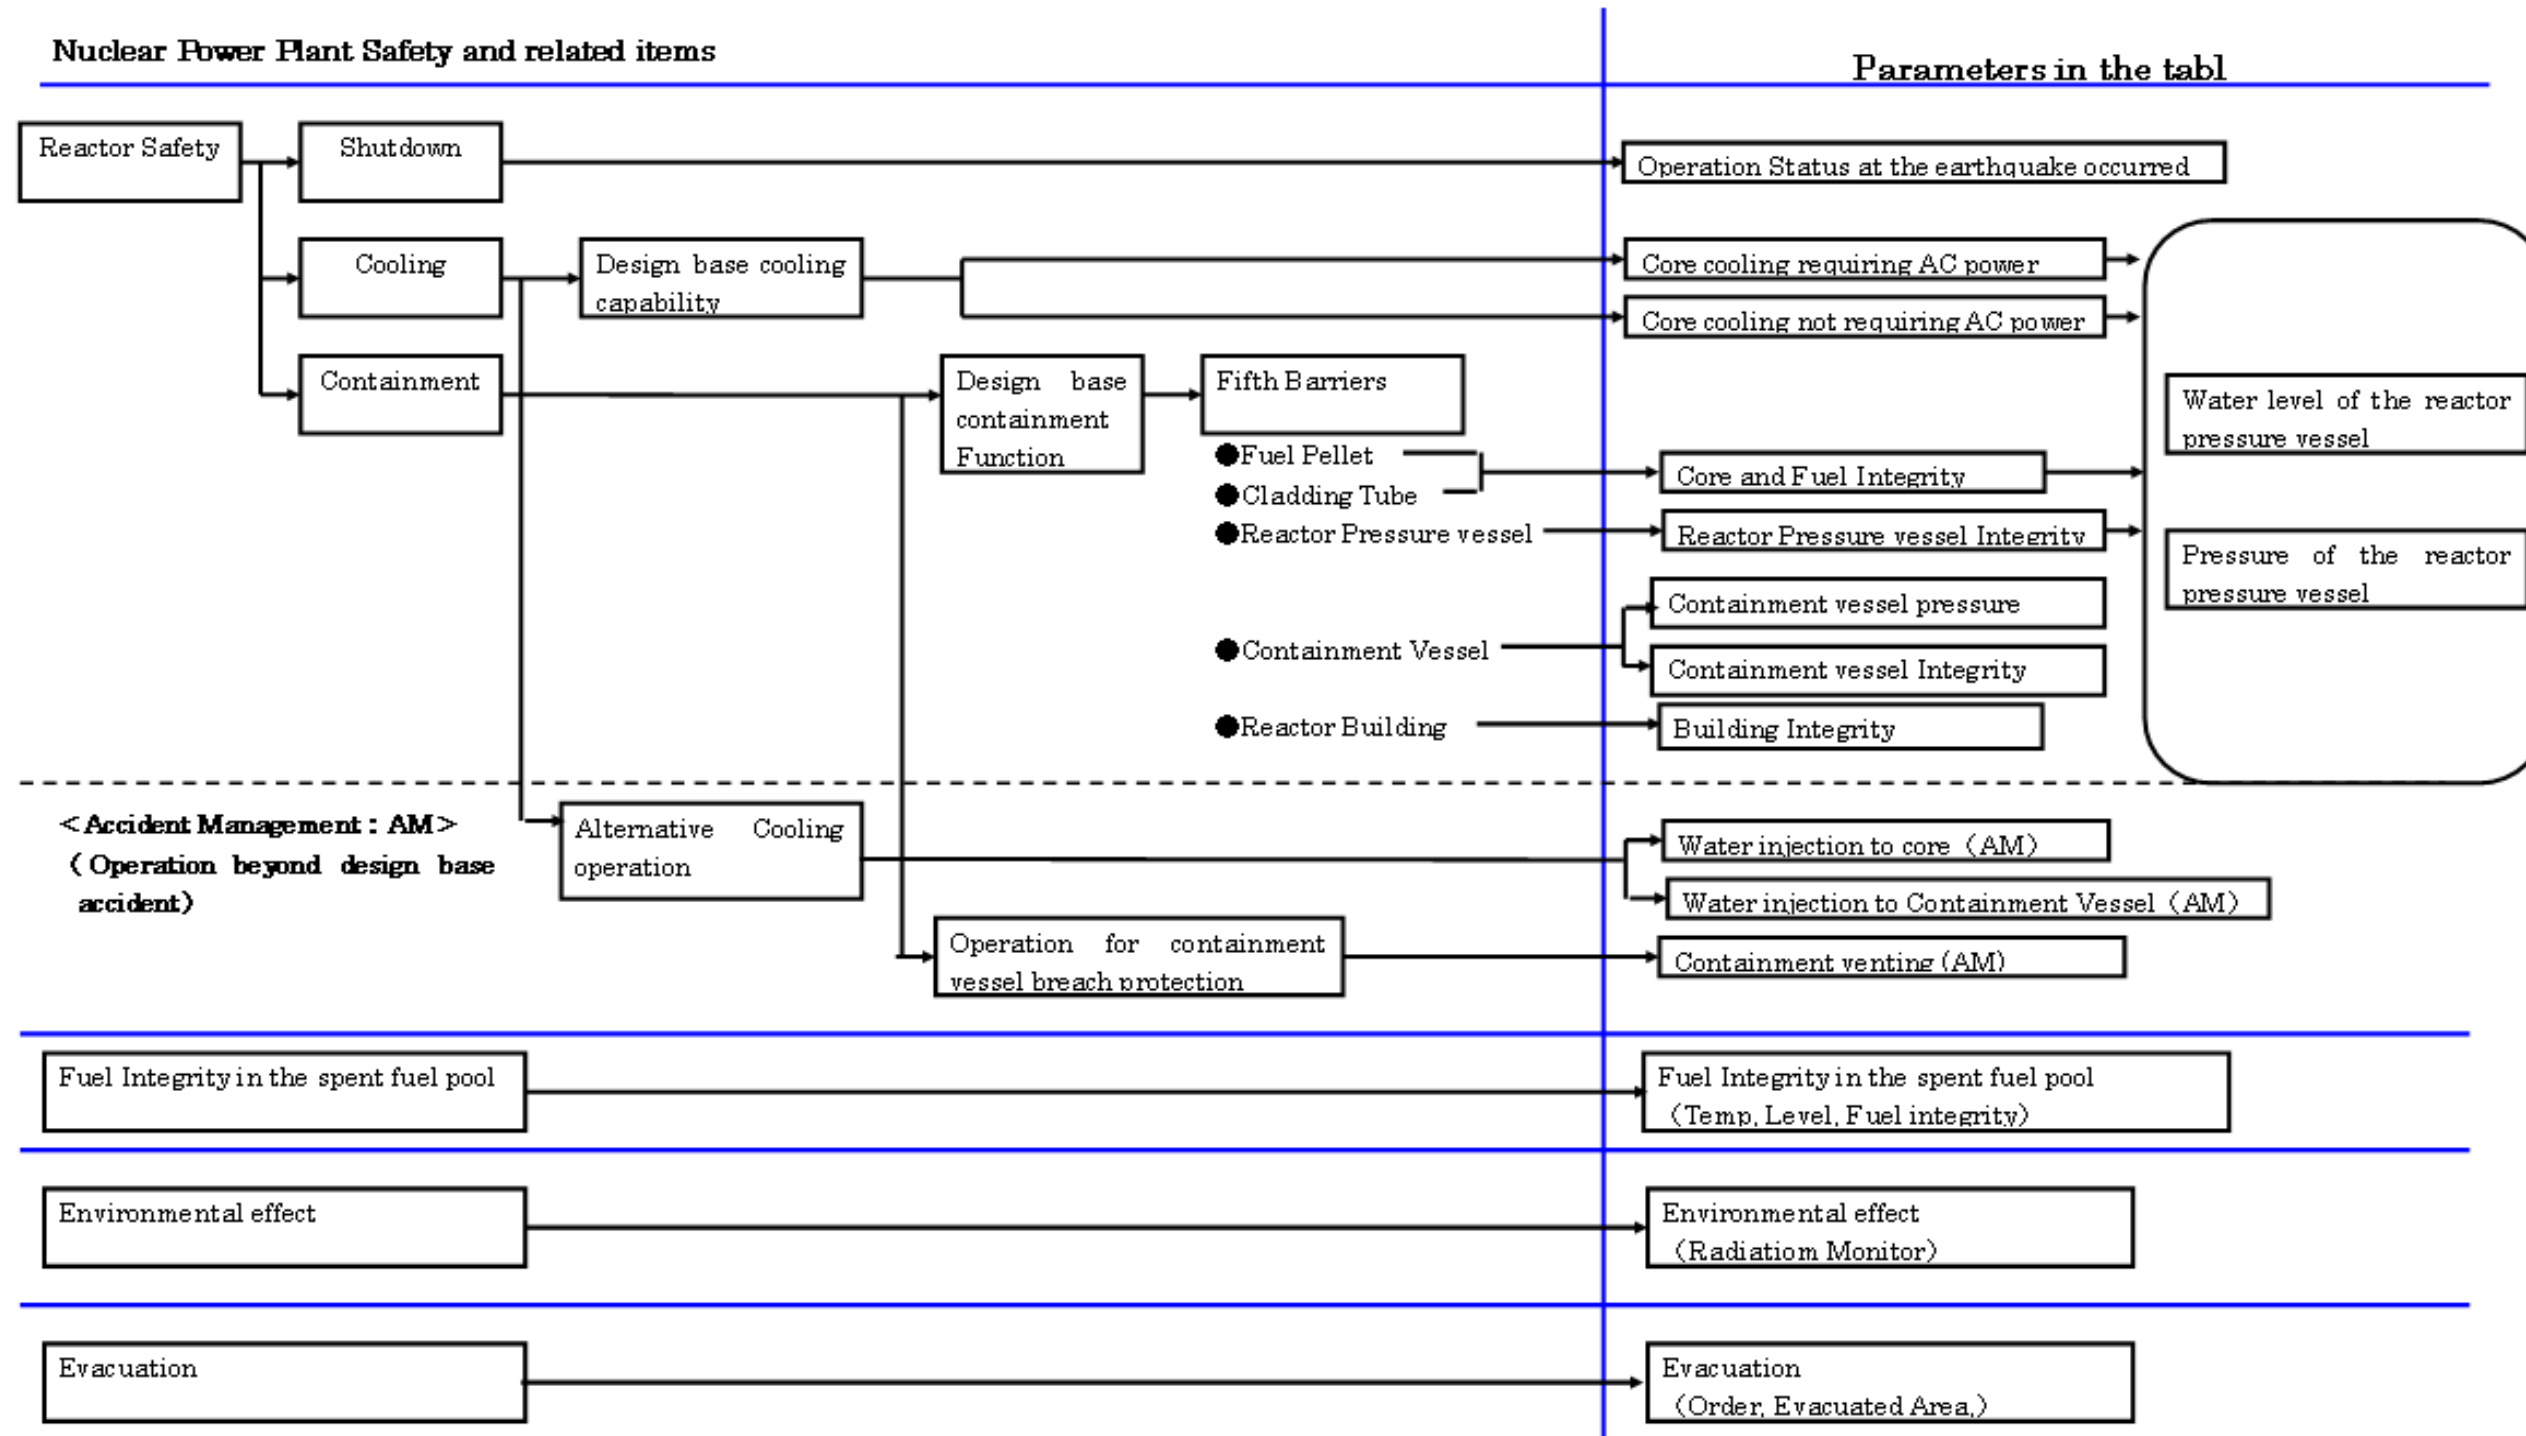 Nuclear Power Plant Safety and related items
Parameters in the tabl
Reactor Safety
Shutdown
Operation Status at the earthquake occurred
Cooling
Design base cooling
capability
Core cooling requiring AC power
Core cooling not requiring AC power
Containment
Design base
containment
Function
Fifth Barriers
●Fuel Pellet
●Cladding Tube
●Reactor Pressure vessel
●Containment Vessel
●Reactor Building
Core and Fuel Integrity
Reactor Pressure vessel Integrity
Containment vessel pressure
Containment vessel Integrity
Building Integrity
Water level of the reactor
pressure vessel
Pressure of the reactor
pressure vessel
<Accident Management : AM>
(Operation beyond design base
accident)
Alternative Cooling
operation
Water injection to core (AM)
Water injection to Containment Vessel (AM)
Operation for containment
vessel breach protection
Containment venting (AM)
Fuel Integrity in the spent fuel pool
Fuel Integrity in the spent fuel pool
(Temp, Level, Fuel integrity)
Environmental effect
Environmental effect
(Radiatiom Monitor)
Evacuation
Evacuation
(Order, Evacuated Area,)